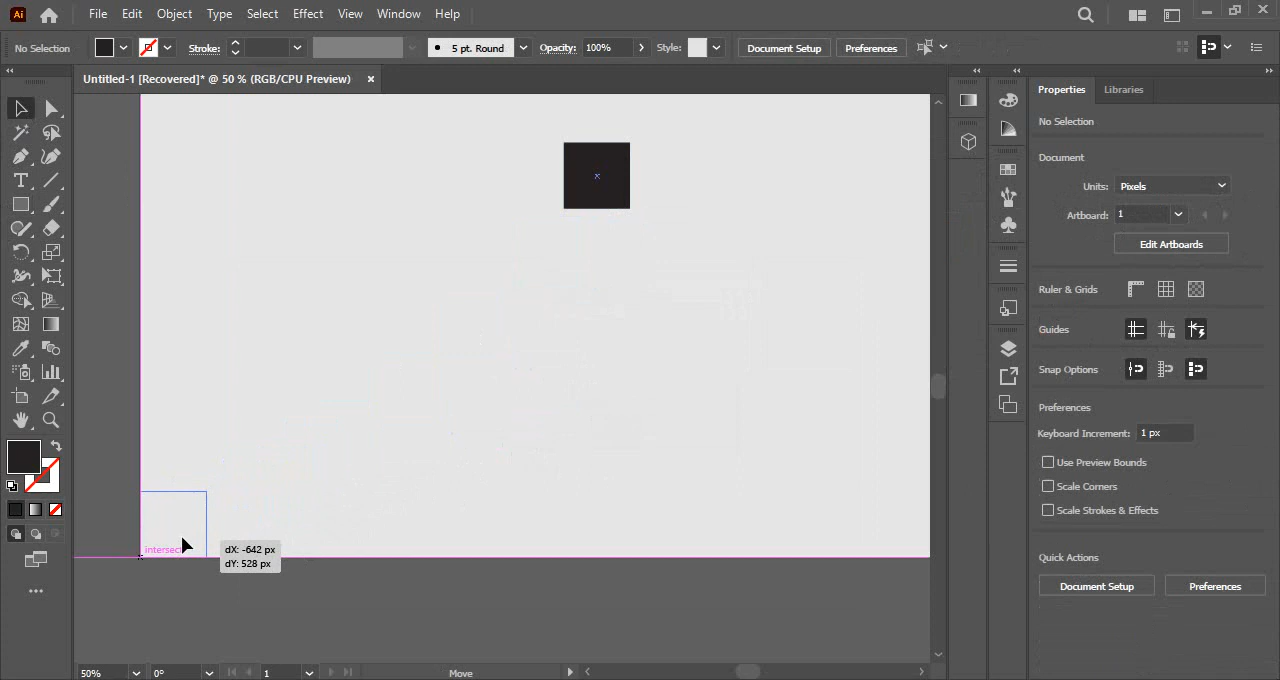 Ai File Edit Object Type Select Effect View Window Help
No Selection Stroke: 5 pt. Round Opacity: 100% Style: Document Setup Preferences
Untitled-1 [Recovered]* @ 50 % (RGB/CPU Preview) ×
Properties Libraries
No Selection
Document
Units: Pixels
Artboard: 1
Edit Artboards
Ruler & Grids
Guides
Snap Options
Preferences
Keyboard Increment: 1 px
Use Preview Bounds
Scale Corners
Scale Strokes & Effects
Quick Actions
Document Setup Preferences
intersect
dX: -642 px
dY: 528 px
50% 0° 1 Move